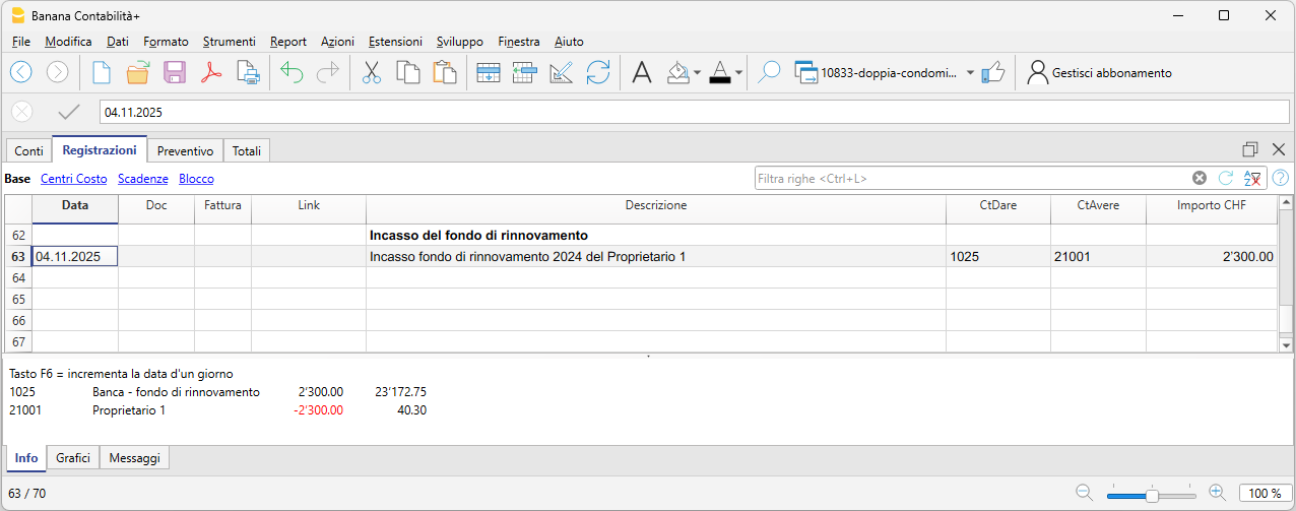 Banana Contabilità+
File Modifica Dati Formato Strumenti Report Azioni Estensioni Sviluppo Finestra Aiuto
10833-doppia-condomi... Gestisci abbonamento
04.11.2025
Conti Registrazioni Preventivo Totali
Base Centri Costo Scadenze Blocco Filtra righe <Ctrl+L>
Data Doc Fattura Link Descrizione CtDare CtAvere Importo CHF
62 Incasso del fondo di rinnovamento
63 04.11.2025 Incasso fondo di rinnovamento 2024 del Proprietario 1 1025 21001 2'300.00
64
65
66
67
Tasto F6 = incrementa la data d'un giorno
1025 Banca - fondo di rinnovamento 2'300.00 23'172.75
21001 Proprietario 1 -2'300.00 40.30
Info Grafici Messaggi
63 / 70 100 %